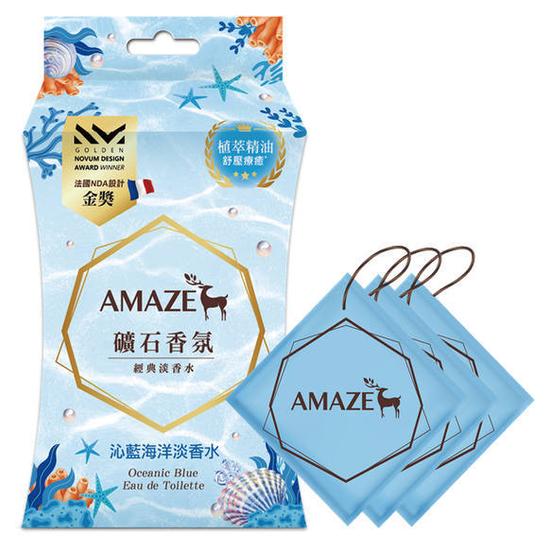 GOLDEN
NOVUM DESIGN
AWARD WINNER
法國NDA設計
金獎
植萃精油
舒壓療癒
AMAZE
礦石香氛
經典淡香水
沁藍海洋淡香水
Oceanic Blue
Eau de Toilette
AMAZE